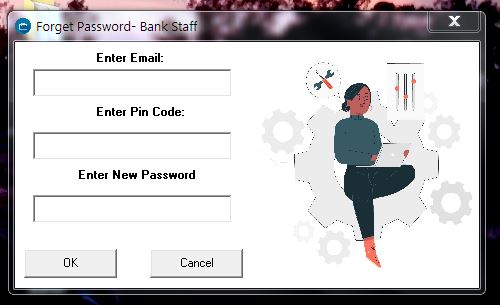 Forget Password- Bank Staff
Enter Email:
Enter Pin Code:
Enter New Password
OK
Cancel